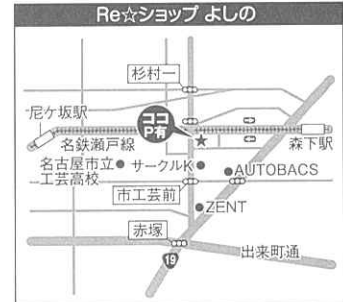 Re☆ショップ よしの
杉村一
尼ケ坂駅
ココ
P有
名鉄瀬戸線
森下駅
名古屋市立
工芸高校
サークルK
AUTOBACS
市工芸前
ZENT
赤塚
19
出来町通